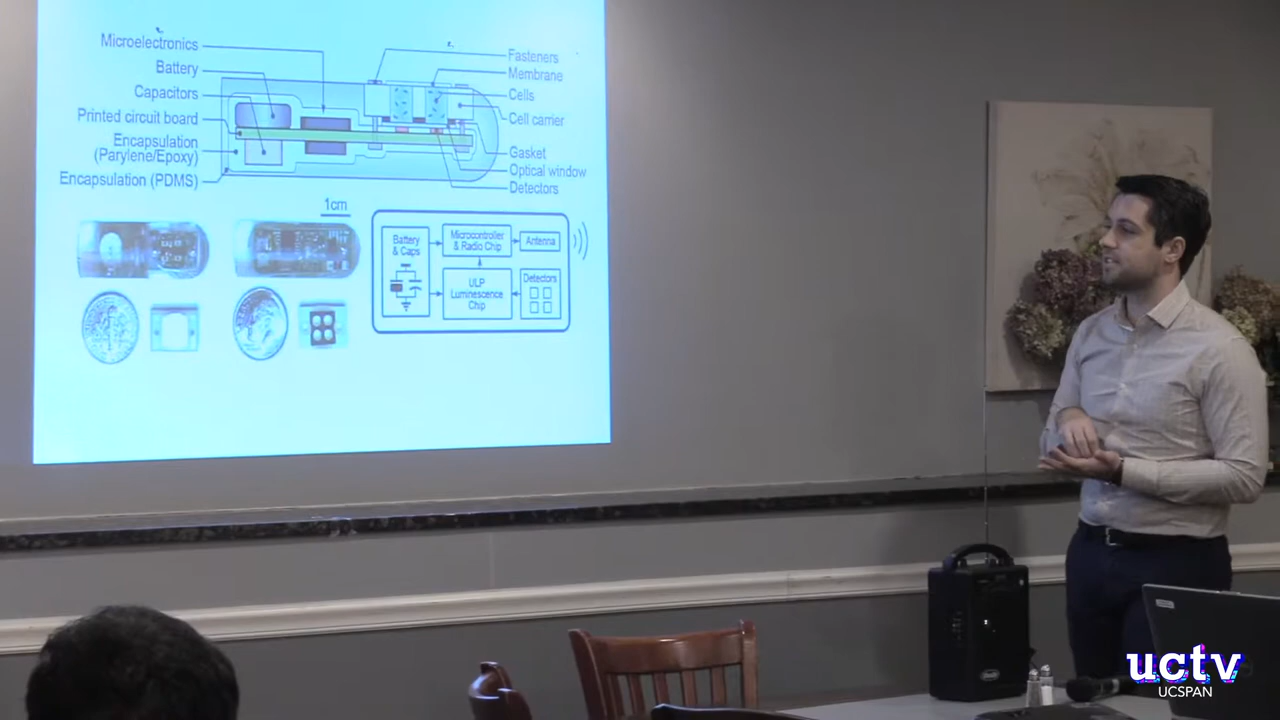 Microelectronics
Battery
Capacitors
Printed circuit board
Encapsulation
(Parylene/Epoxy)
Encapsulation (PDMS)
Fasteners
Membrane
Cells
Cell carrier
Gasket
Optical window
Detectors
1cm
Battery
& Caps
Microcontroller
& Radio Chip
Antenna
ULP
Luminescence
Chip
Detectors
uctv
UCSPAN